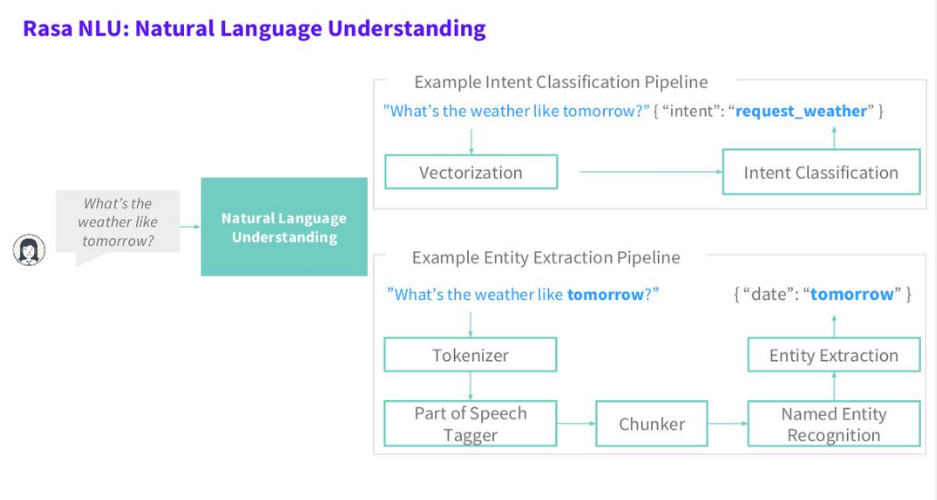 Rasa NLU: Natural Language Understanding
What's the
weather like
tomorrow?
Natural Language
Understanding
Example Intent Classification Pipeline
”What's the weather like tomorrow?” { “intent”: “request_weather” }
Vectorization
Intent Classification
Example Entity Extraction Pipeline
”What's the weather like tomorrow?”
{ “date”: “tomorrow” }
Tokenizer
Entity Extraction
Part of Speech
Tagger
Chunker
Named Entity
Recognition